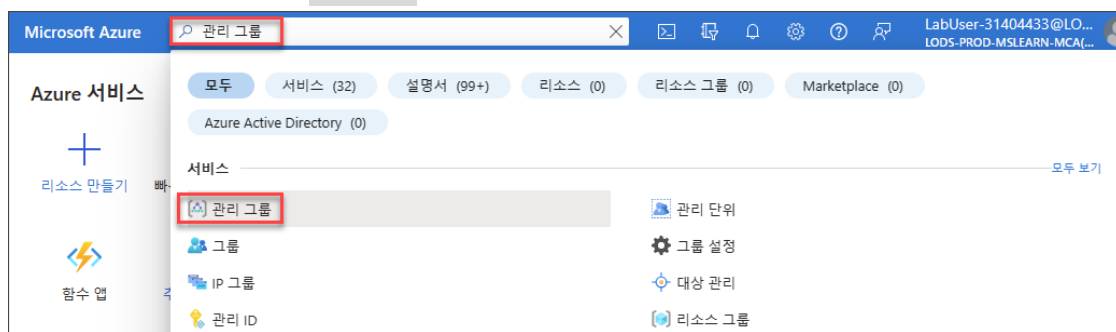 Microsoft Azure
관리 그룹
LabUser-31404433@LO...
LODS-PROD-MSLEARN-MCA(...
Azure 서비스
모두
서비스 (32)
설명서 (99+)
리소스 (0)
리소스 그룹 (0)
Marketplace (0)
Azure Active Directory (0)
서비스
모두 보기
리소스 만들기
관리 그룹
관리 단위
그룹
그룹 설정
함수 앱
IP 그룹
대상 관리
관리 ID
리소스 그룹